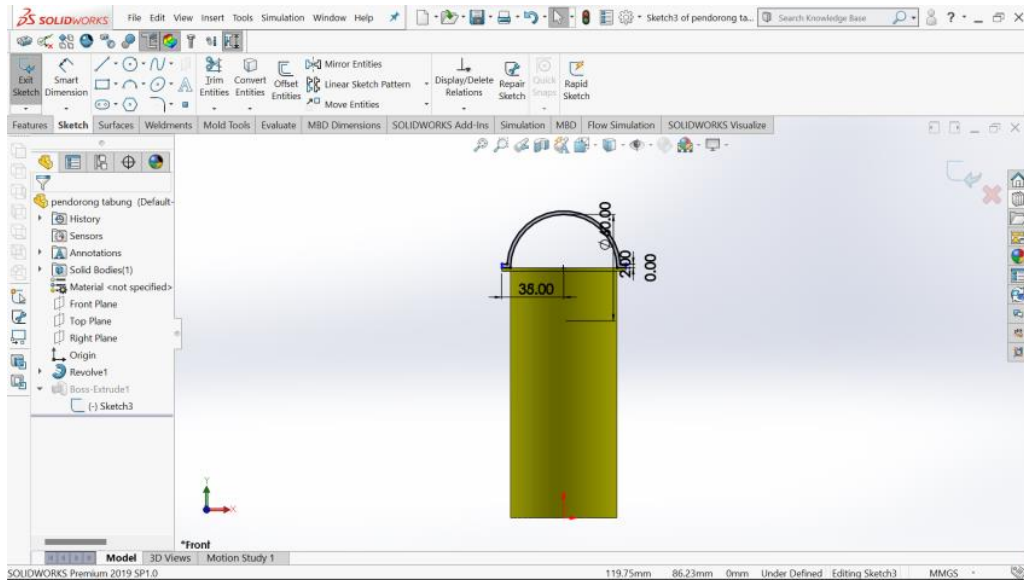 SOLIDWORKS File Edit View Insert Tools Simulation Window Help Sketch3 of pendorong ta... Search Knowledge Base
Exit Sketch
Smart Dimension
Trim Entities
Convert Entities
Offset Entities
Mirror Entities
Linear Sketch Pattern
Move Entities
Display/Delete Relations
Repair Sketch
Quick Snaps
Rapid Sketch
Features Sketch Surfaces Weldments Mold Tools Evaluate MBD Dimensions SOLIDWORKS Add-Ins Simulation MBD Flow Simulation SOLIDWORKS Visualize
pendorong tabung (Default-
History
Sensors
Annotations
Solid Bodies(1)
Material <not specified>
Front Plane
Top Plane
Right Plane
Origin
Revolve1
Boss-Extrude1
(-) Sketch3
2.00
0.00
Y
X
*Front
Model 3D Views Motion Study 1
SOLIDWORKS Premium 2019 SP1.0 119.75mm 86.23mm 0mm Under Defined Editing Sketch3 MMGS